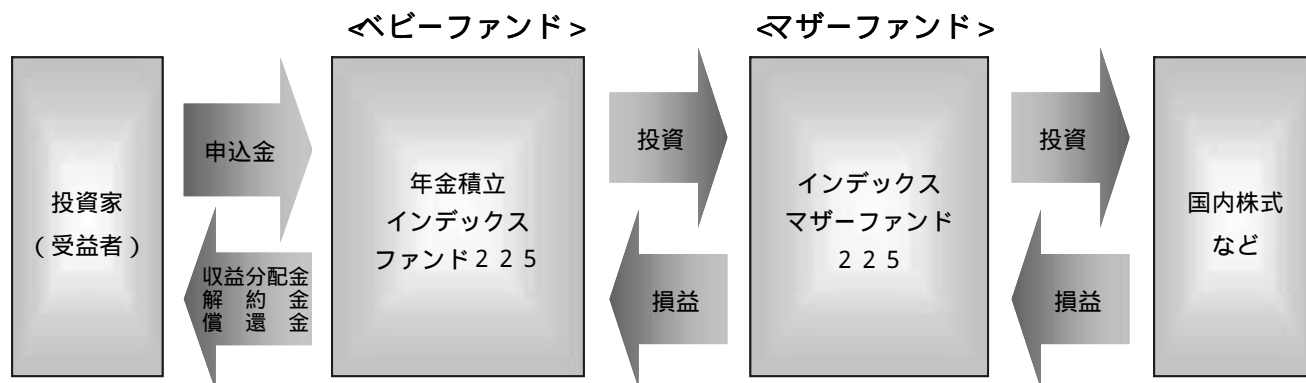 <ベビーファンド>
<マザーファンド>
投資家
(受益者)
申込金
収益分配金
解約金
償還金
年金積立
インデックス
ファンド225
投資
損益
インデックス
マザーファンド
225
投資
損益
国内株式
など